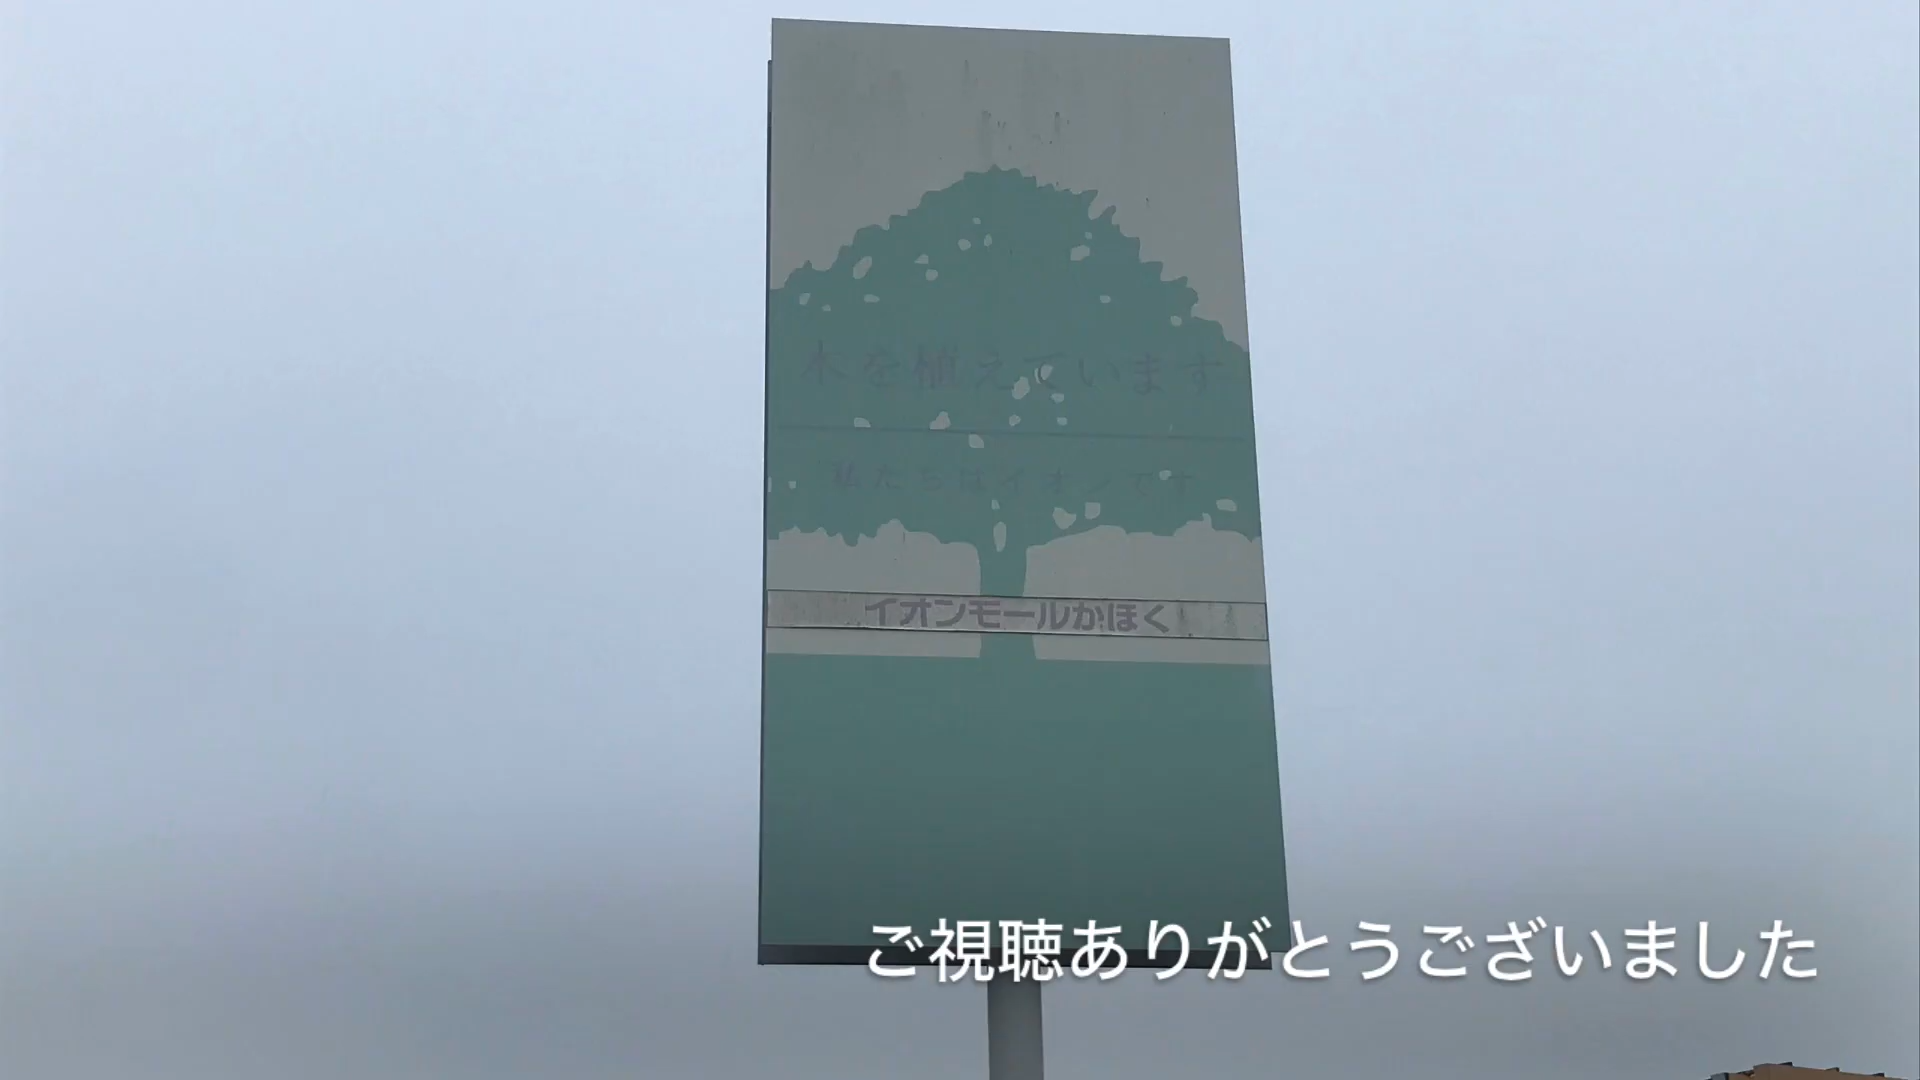 木を植えています
私たちはイオンです
イオンモールかほく
ご視聴ありがとうございました